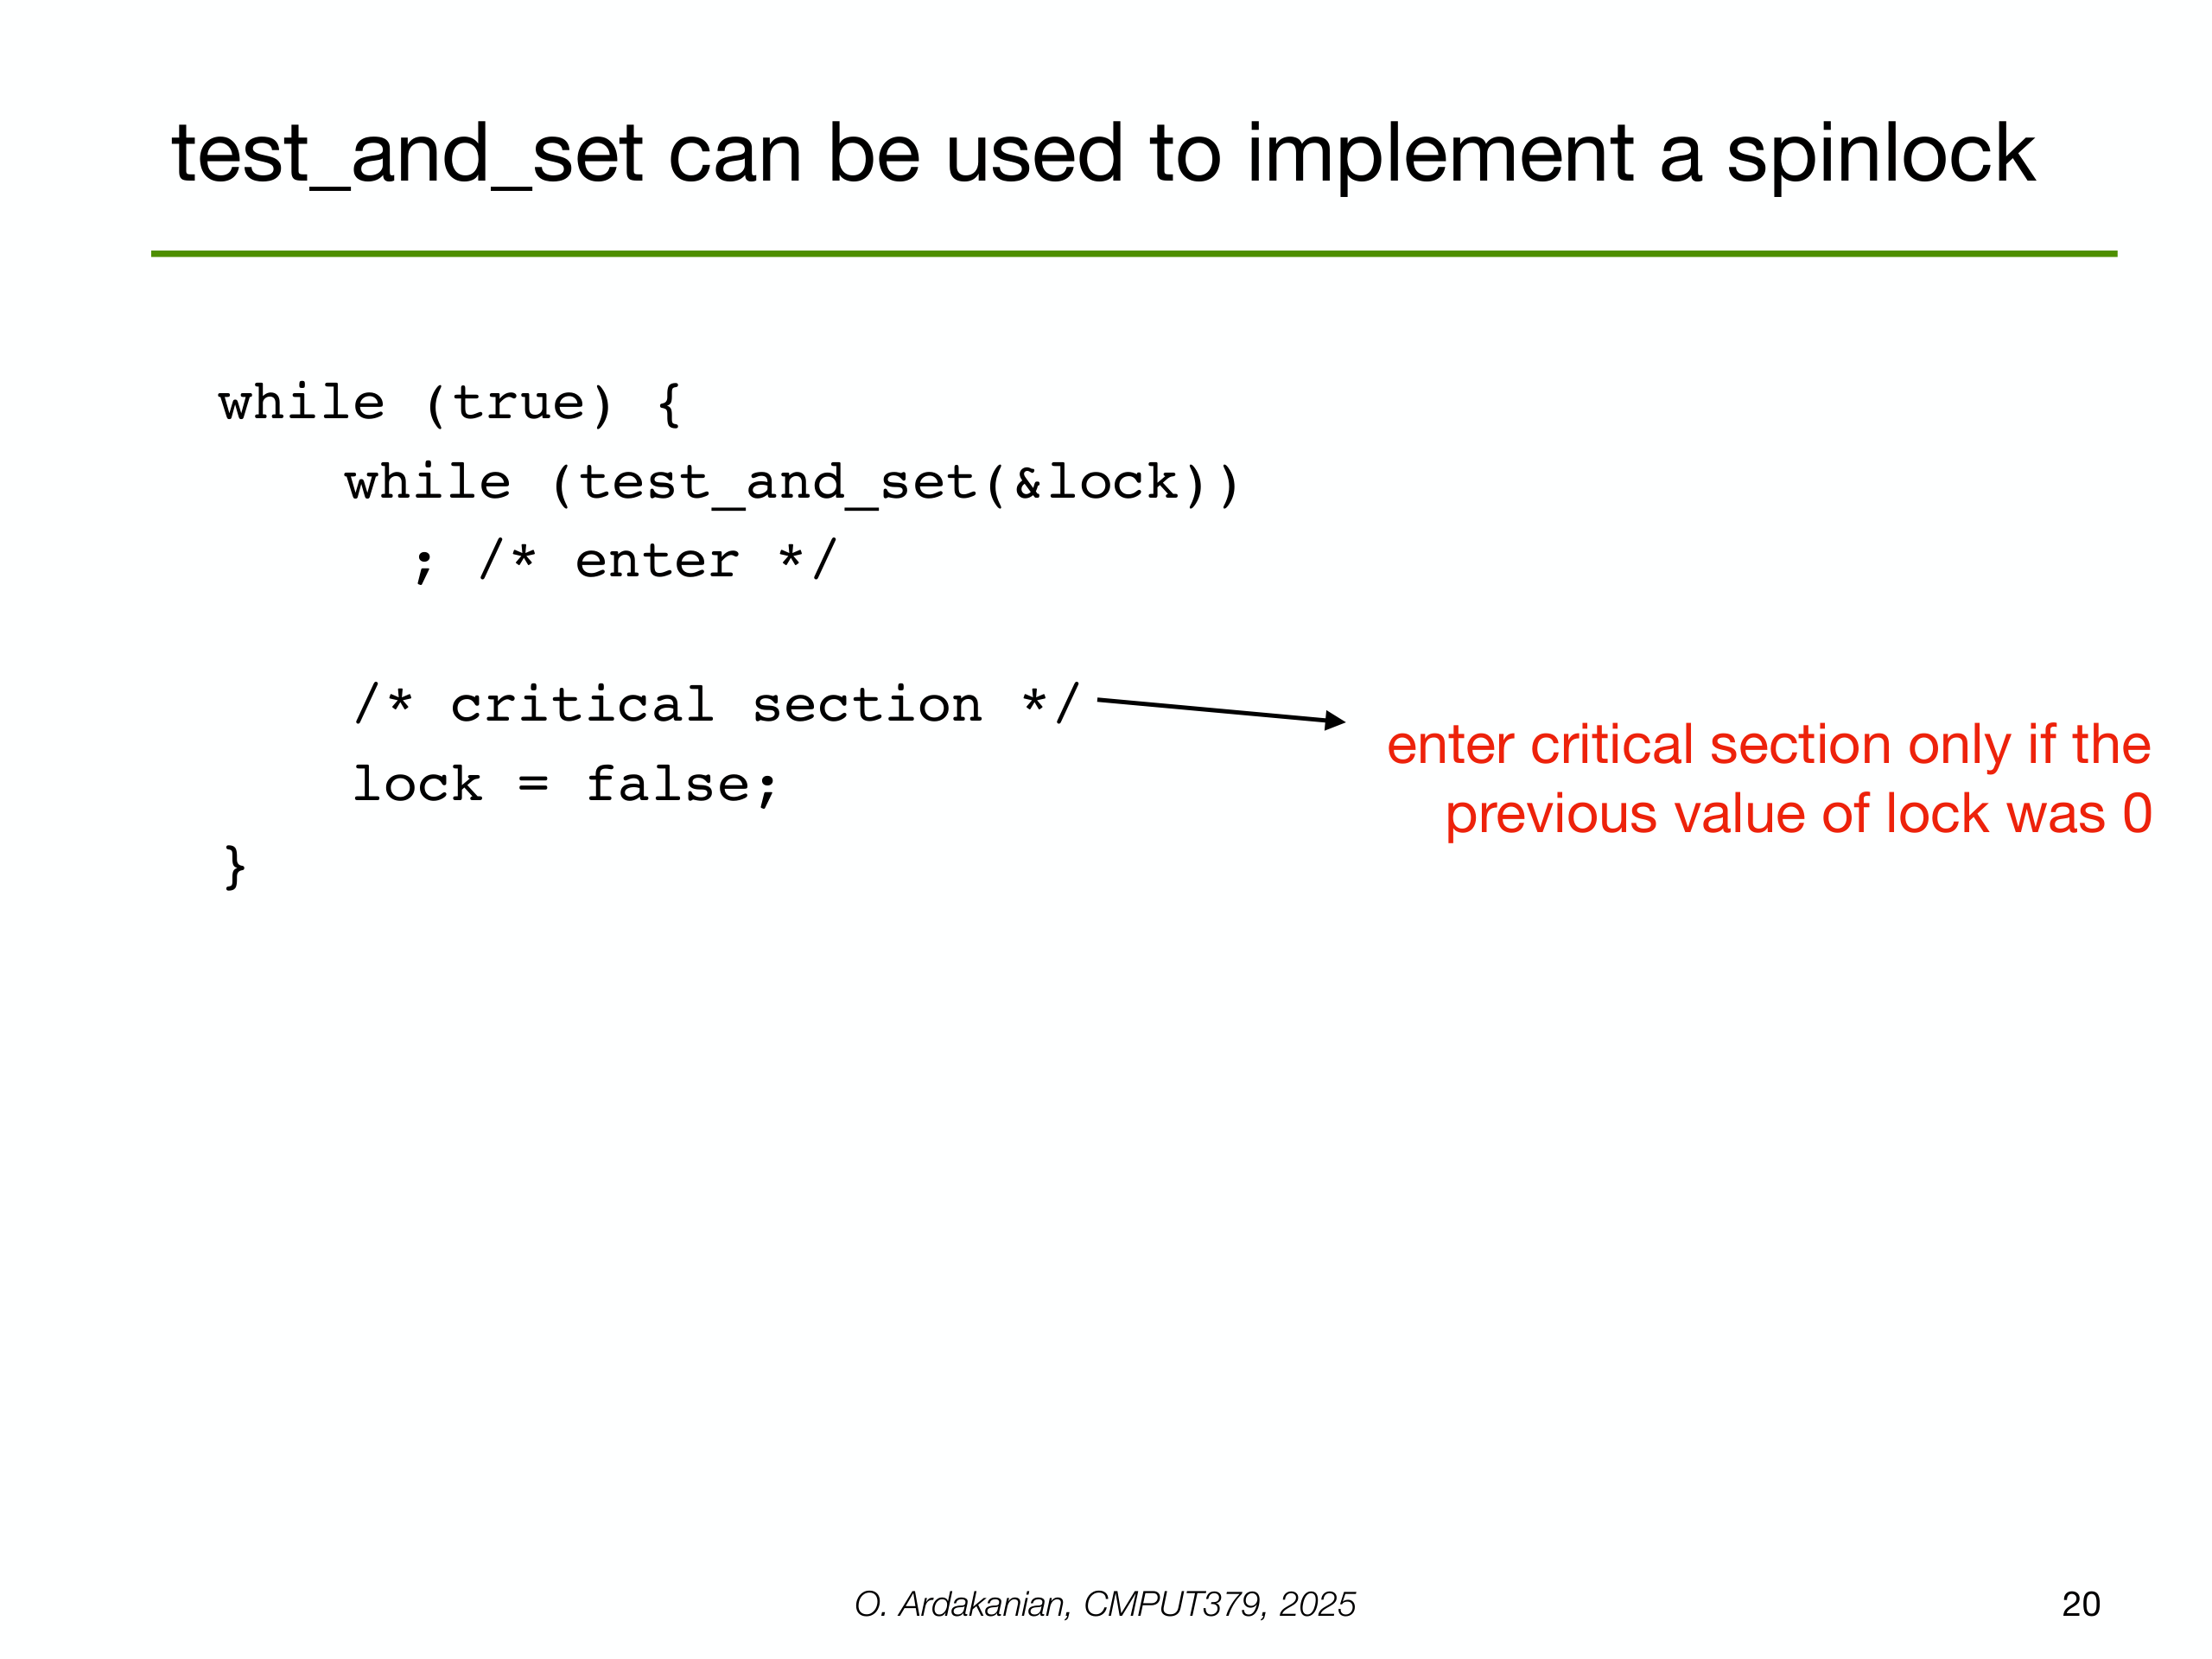 test_and_set can be used to implement a spinlock
while (true) {
while (test_and_set(&lock))
; /* enter */
/* critical section */
enter critical section only if the
previous value of lock was 0
lock = false;
}
O. Ardakanian, CMPUT379, 2025
20